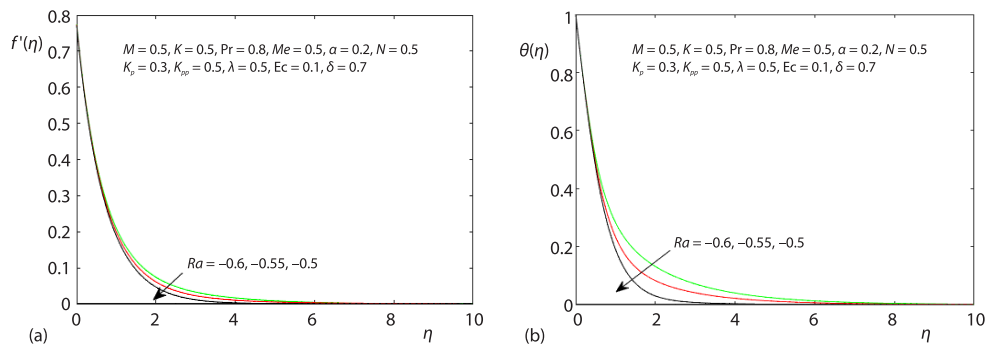 0.8
f'(η)
0.7
0.6
0.5
0.4
0.3
0.2
0.1
0
M = 0.5, K = 0.5, Pr = 0.8, Me = 0.5, α = 0.2, N = 0.5
Kp = 0.3, Kpp = 0.5, λ = 0.5, Ec = 0.1, δ = 0.7
Ra = −0.6, −0.55, −0.5
0 2 4 6 8 10
(a)
η
1
θ(η)
0.8
0.6
0.4
0.2
0
M = 0.5, K = 0.5, Pr = 0.8, Me = 0.5, α = 0.2, N = 0.5
Kp = 0.3, Kpp = 0.5, λ = 0.5, Ec = 0.1, δ = 0.7
Ra = −0.6, −0.55, −0.5
0 2 4 6 8 10
(b)
η